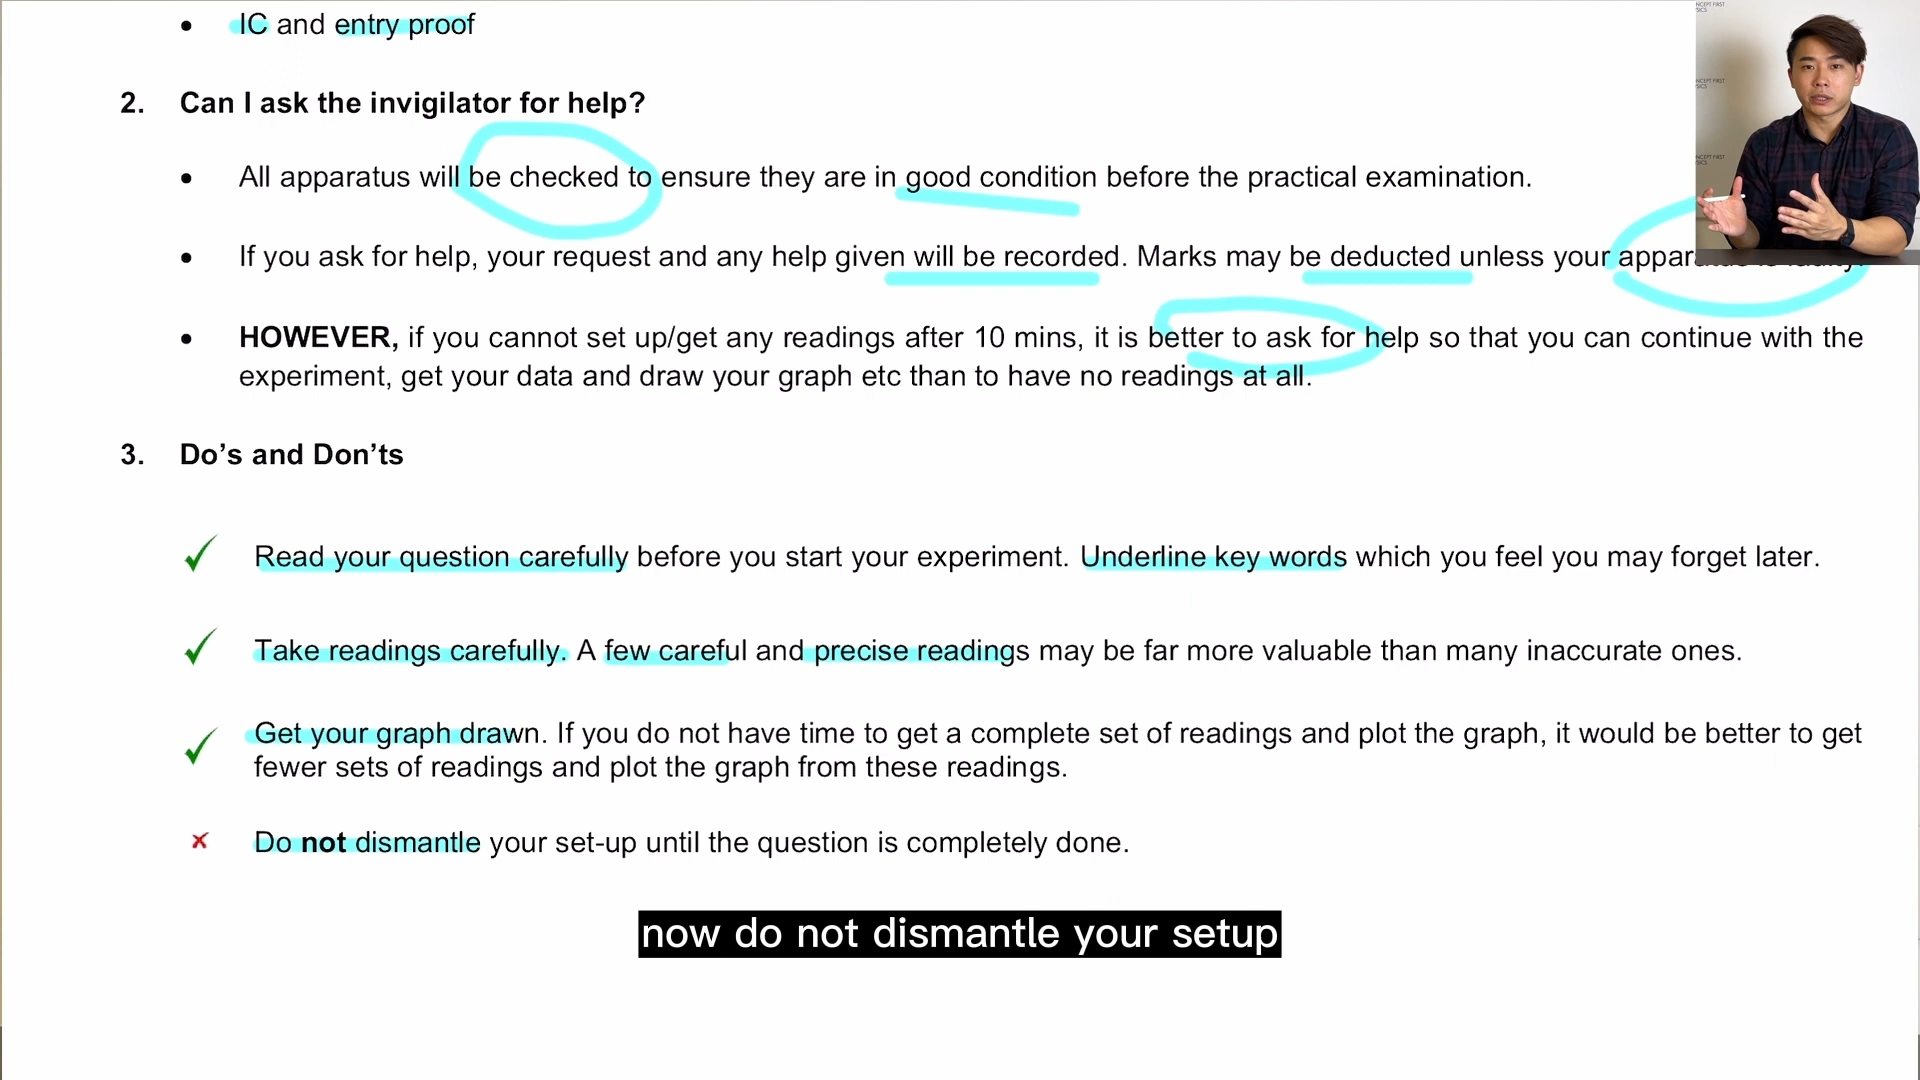 • IC and entry proof
2. Can I ask the invigilator for help?
• All apparatus will be checked to ensure they are in good condition before the practical examination.
• If you ask for help, your request and any help given will be recorded. Marks may be deducted unless your
• HOWEVER, if you cannot set up/get any readings after 10 mins, it is better to ask for help so that you can continue with the
experiment, get your data and draw your graph etc than to have no readings at all.
3. Do’s and Don’ts
✓ Read your question carefully before you start your experiment. Underline key words which you feel you may forget later.
✓ Take readings carefully. A few careful and precise readings may be far more valuable than many inaccurate ones.
✓ Get your graph drawn. If you do not have time to get a complete set of readings and plot the graph, it would be better to get
fewer sets of readings and plot the graph from these readings.
✗ Do not dismantle your set-up until the question is completely done.
now do not dismantle your setup